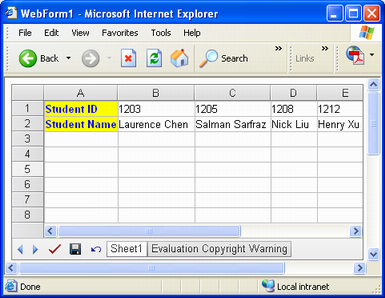 WebForm1 - Microsoft Internet Explorer
File Edit View Favorites Tools Help
Back Search » Links »
A B C D E
1 Student ID 1203 1205 1208 1212
2 Student Name Laurence Chen Salman Sarfraz Nick Liu Henry Xu
3
4
5
6
7
8
Sheet1 Evaluation Copyright Warning
Done Local intranet